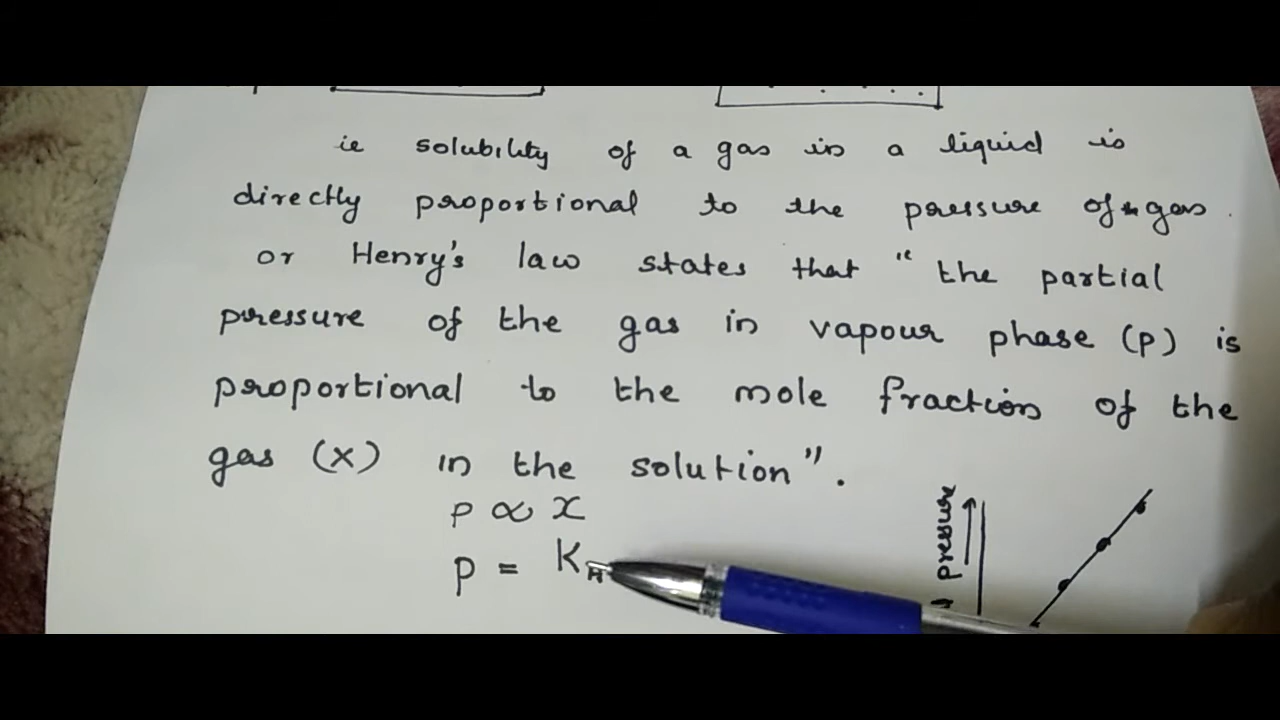 ie solubility of a gas in a liquid is
directly proportional to the pressure of gas.
or Henry's law states that "the partial
pressure of the gas in vapour phase (p) is
proportional to the mole fraction of the
gas (x) in the solution".
p ∝ x
p = K_H
pressure